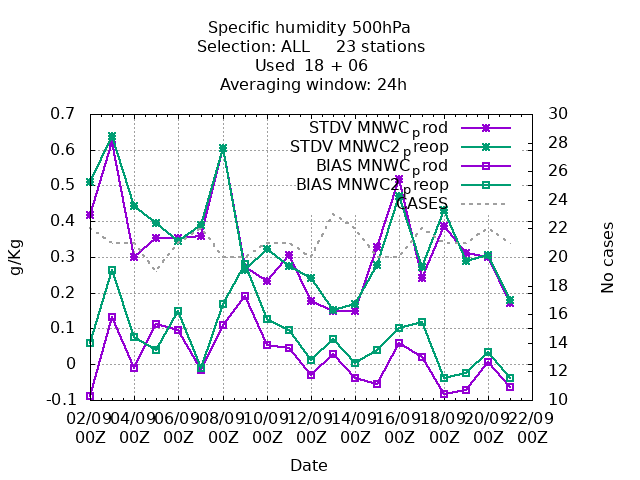 Specific humidity 500hPa
Selection: ALL 23 stations
Used 18 + 06
Averaging window: 24h
0.7
0.6
0.5
0.4
0.3
0.2
0.1
0
-0.1
g/Kg
30
28
26
24
22
20
18
16
14
12
10
No cases
STDV MNWC_prod
STDV MNWC2_preop
BIAS MNWC_prod
BIAS MNWC2_preop
CASES
02/09 04/09 06/09 08/09 10/09 12/09 14/09 16/09 18/09 20/09 22/09
00Z 00Z 00Z 00Z 00Z 00Z 00Z 00Z 00Z 00Z 00Z
Date